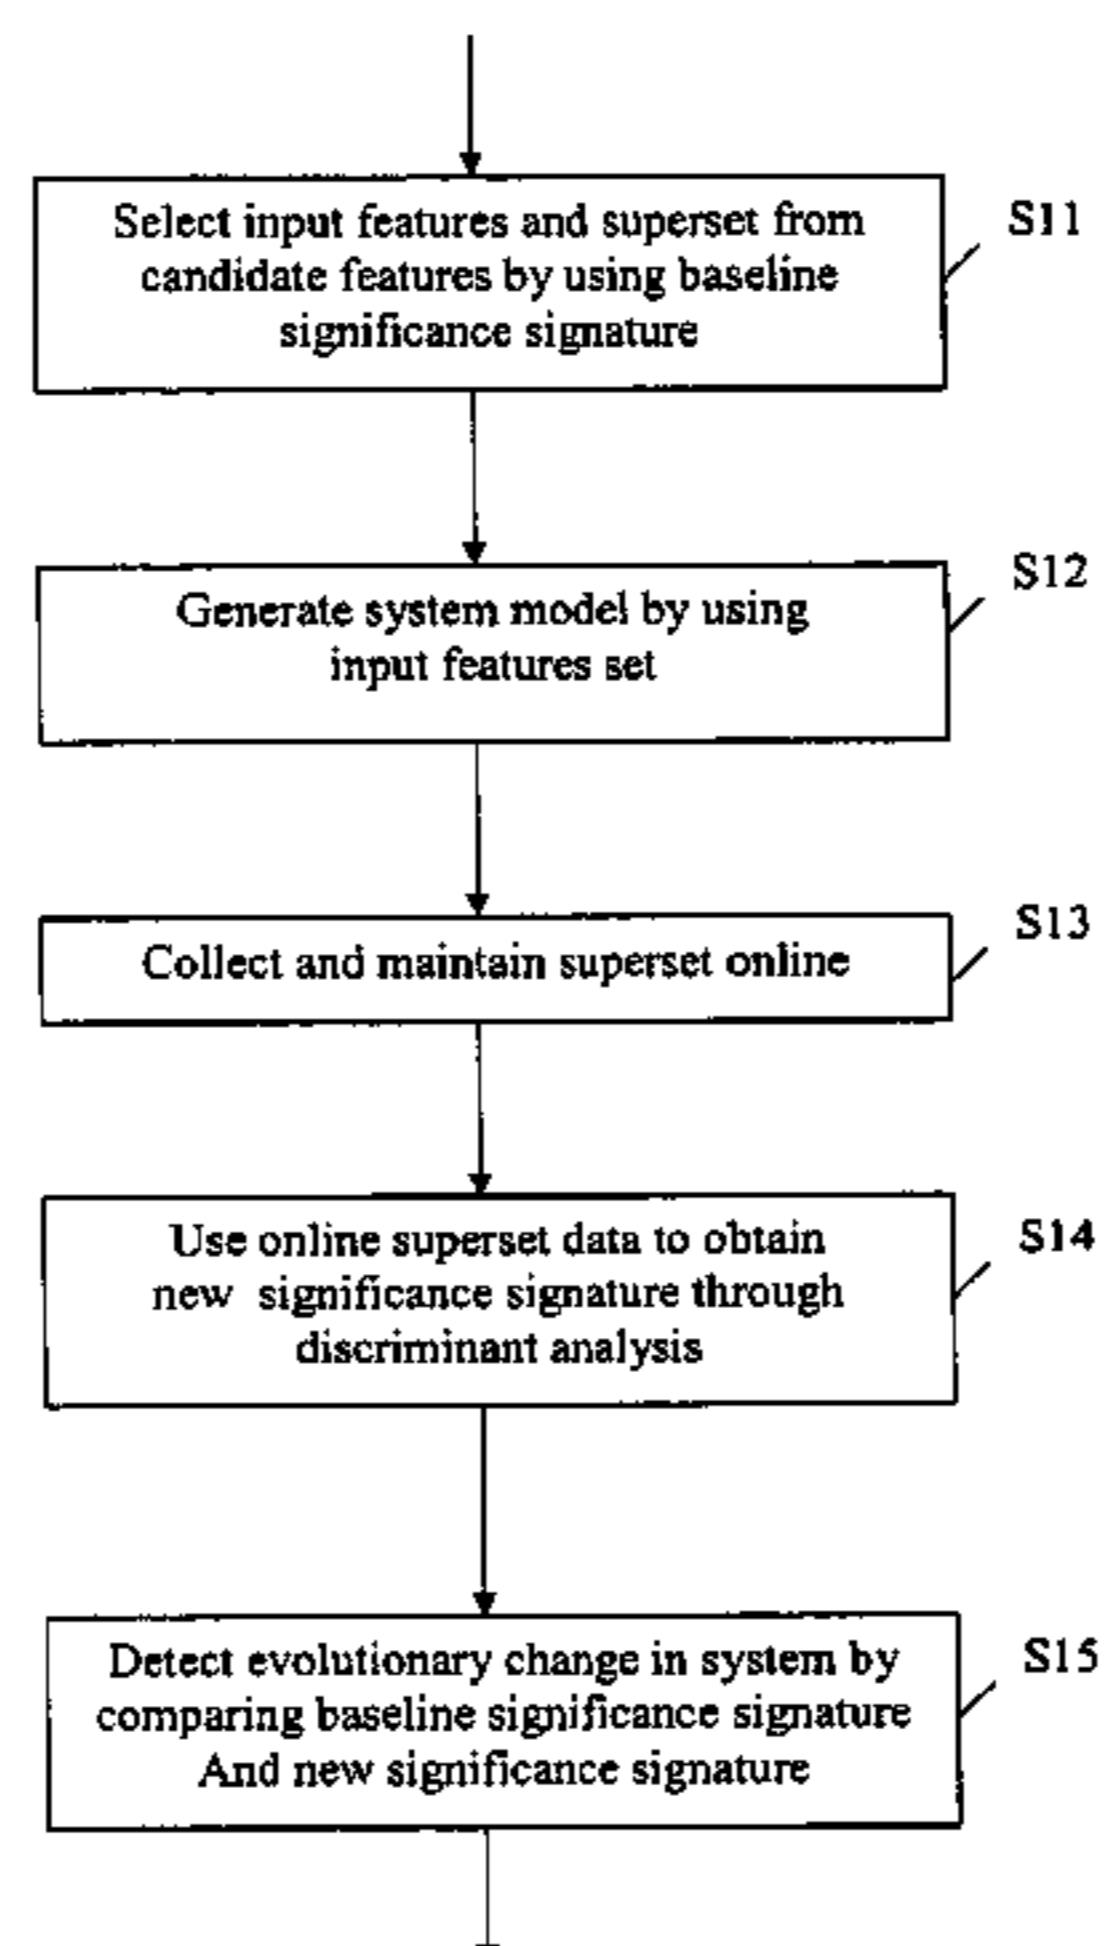 Select input features and superset from
candidate features by using baseline
significance signature
S11
Generate system model by using
input features set
S12
Collect and maintain superset online
S13
Use online superset data to obtain
new significance signature through
discriminant analysis
S14
Detect evolutionary change in system by
comparing baseline significance signature
And new significance signature
S15